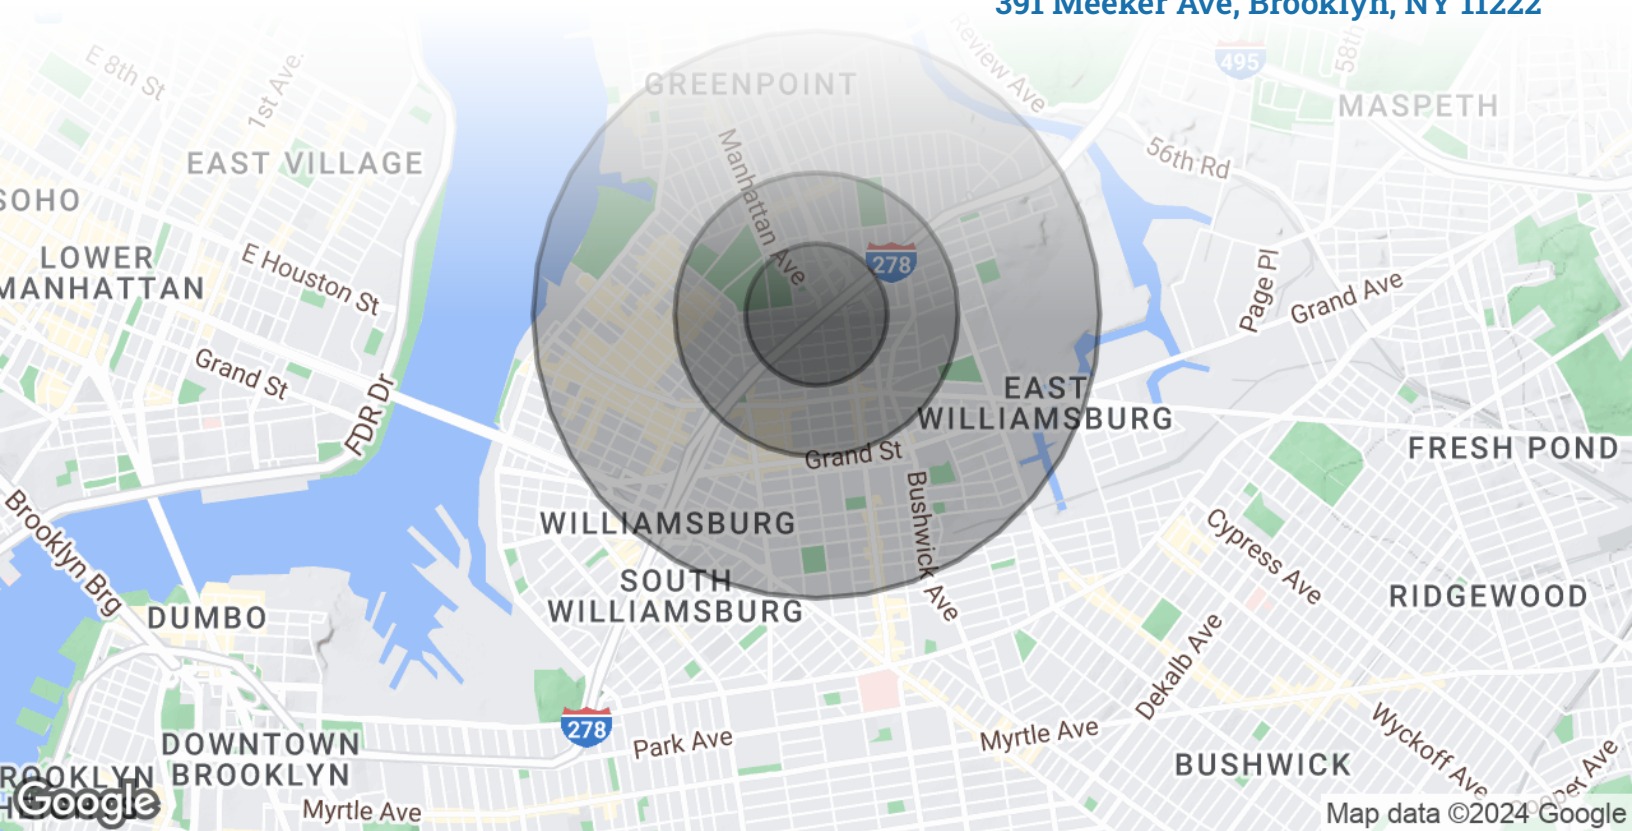 391 Meeker Ave, Brooklyn, NY 11222
Review Ave
58th
495
E 8th St
1st Ave.
GREENPOINT
MASPETH
Manhattan Ave
56th Rd
EAST VILLAGE
SOHO
LOWER
MANHATTAN
E Houston St
278
Page Pl
Grand Ave
Grand St
FDR Dr
EAST
WILLIAMSBURG
FRESH POND
Grand St
Bushwick Ave
Brooklyn Brg
WILLIAMSBURG
Cypress Ave
SOUTH
WILLIAMSBURG
RIDGEWOOD
DUMBO
Dekalb Ave
278
Park Ave
Myrtle Ave
Wyckoff Ave
DOWNTOWN
BROOKLYN
BUSHWICK
ROOKLYN
Google
Myrtle Ave
ooper Ave
Map data ©2024 Google